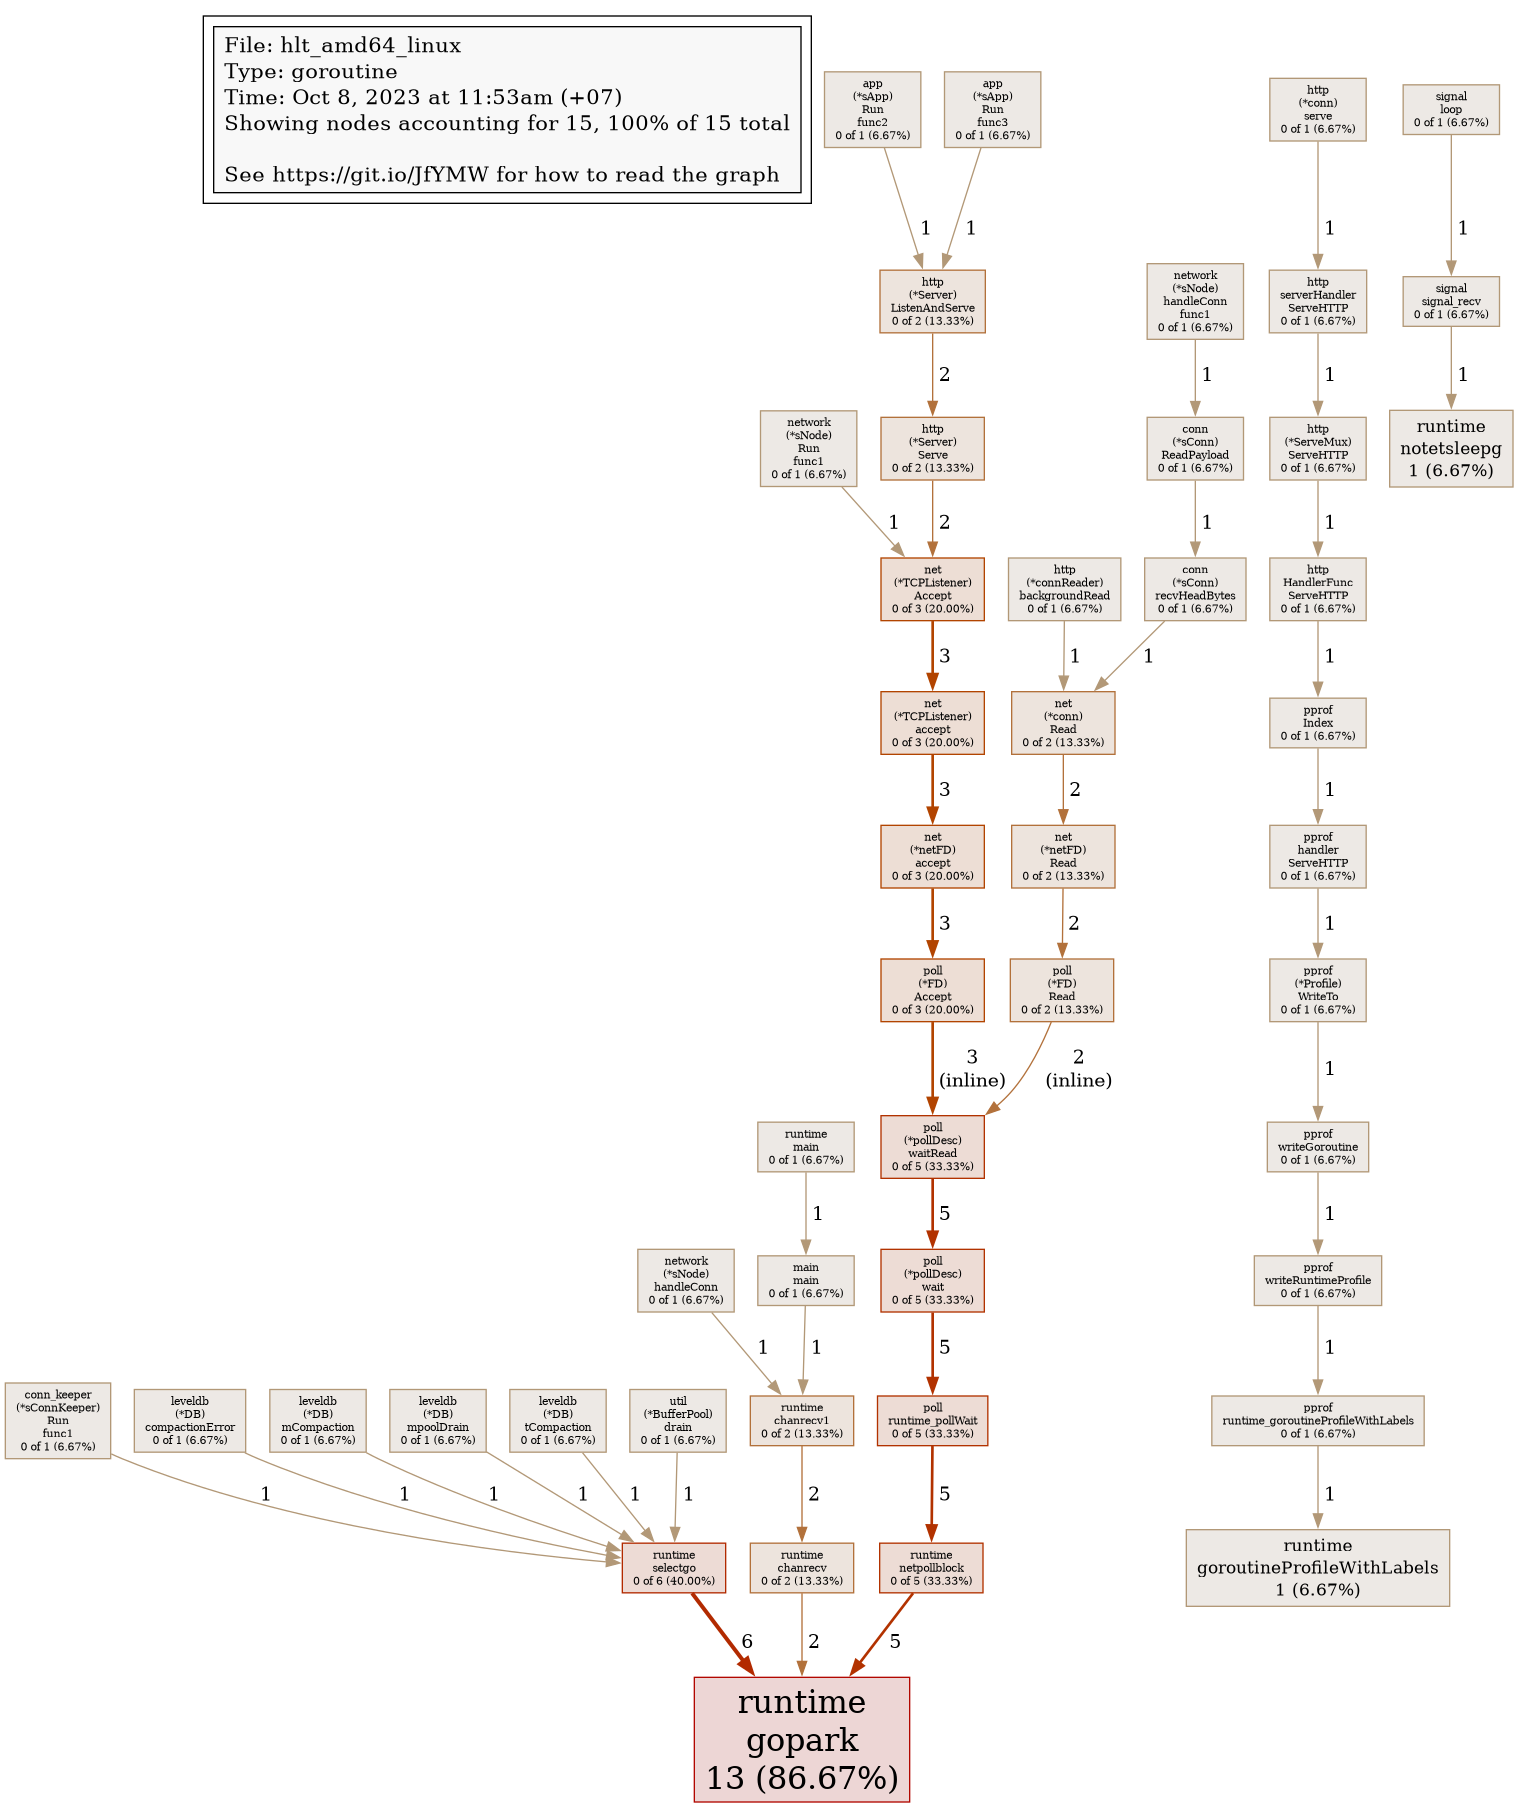 File: hlt_amd64_linux
Type: goroutine
Time: Oct 8, 2023 at 11:53am (+07)
Showing nodes accounting for 15, 100% of 15 total
See https://git.io/JfYMW for how to read the graph
app
(*sApp)
Run
func2
0 of 1 (6.67%)
app
(*sApp)
Run
func3
0 of 1 (6.67%)
http
(*conn)
serve
0 of 1 (6.67%)
signal
loop
0 of 1 (6.67%)
1
1
1
1
http
(*Server)
ListenAndServe
0 of 2 (13.33%)
network
(*sNode)
handleConn
func1
0 of 1 (6.67%)
http
serverHandler
ServeHTTP
0 of 1 (6.67%)
signal
signal_recv
0 of 1 (6.67%)
2
1
1
1
network
(*sNode)
Run
func1
0 of 1 (6.67%)
http
(*Server)
Serve
0 of 2 (13.33%)
conn
(*sConn)
ReadPayload
0 of 1 (6.67%)
http
(*ServeMux)
ServeHTTP
0 of 1 (6.67%)
runtime
notetsleepg
1 (6.67%)
1
2
1
1
net
(*TCPListener)
Accept
0 of 3 (20.00%)
http
(*connReader)
backgroundRead
0 of 1 (6.67%)
conn
(*sConn)
recvHeadBytes
0 of 1 (6.67%)
http
HandlerFunc
ServeHTTP
0 of 1 (6.67%)
3
1
1
1
net
(*TCPListener)
accept
0 of 3 (20.00%)
net
(*conn)
Read
0 of 2 (13.33%)
pprof
Index
0 of 1 (6.67%)
3
2
1
net
(*netFD)
accept
0 of 3 (20.00%)
net
(*netFD)
Read
0 of 2 (13.33%)
pprof
handler
ServeHTTP
0 of 1 (6.67%)
3
2
1
poll
(*FD)
Accept
0 of 3 (20.00%)
poll
(*FD)
Read
0 of 2 (13.33%)
pprof
(*Profile)
WriteTo
0 of 1 (6.67%)
3
(inline)
2
(inline)
1
runtime
main
0 of 1 (6.67%)
poll
(*pollDesc)
waitRead
0 of 5 (33.33%)
pprof
writeGoroutine
0 of 1 (6.67%)
1
5
1
network
(*sNode)
handleConn
0 of 1 (6.67%)
main
main
0 of 1 (6.67%)
poll
(*pollDesc)
wait
0 of 5 (33.33%)
pprof
writeRuntimeProfile
0 of 1 (6.67%)
1
1
5
1
conn_keeper
(*sConnKeeper)
Run
func1
0 of 1 (6.67%)
leveldb
(*DB)
compactionError
0 of 1 (6.67%)
leveldb
(*DB)
mCompaction
0 of 1 (6.67%)
leveldb
(*DB)
mpoolDrain
0 of 1 (6.67%)
leveldb
(*DB)
tCompaction
0 of 1 (6.67%)
util
(*BufferPool)
drain
0 of 1 (6.67%)
runtime
chanrecv1
0 of 2 (13.33%)
poll
runtime_pollWait
0 of 5 (33.33%)
pprof
runtime_goroutineProfileWithLabels
0 of 1 (6.67%)
1
1
1
1
1
1
2
5
1
runtime
selectgo
0 of 6 (40.00%)
runtime
chanrecv
0 of 2 (13.33%)
runtime
netpollblock
0 of 5 (33.33%)
runtime
goroutineProfileWithLabels
1 (6.67%)
6
2
5
runtime
gopark
13 (86.67%)